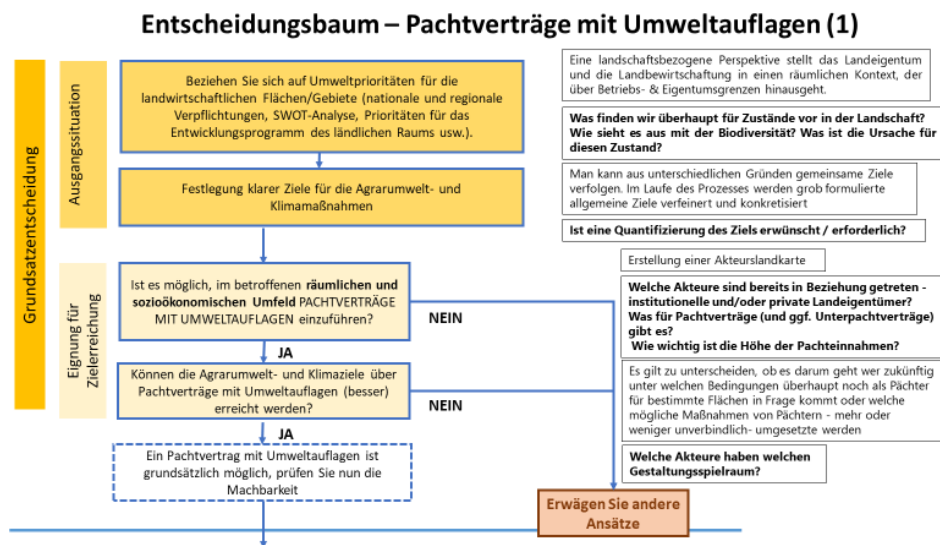 Entscheidungsbaum – Pachtverträge mit Umweltauflagen (1)
Grundsatzentscheidung
Ausgangssituation
Beziehen Sie sich auf Umweltprioritäten für die
landwirtschaftlichen Flächen/Gebiete (nationale und regionale
Verpflichtungen, SWOT-Analyse, Prioritäten für das
Entwicklungsprogramm des ländlichen Raums usw.).
Festlegung klarer Ziele für die Agrarumwelt- und
Klimamaßnahmen
Eine landschaftsbezogene Perspektive stellt das Landeigentum
und die Landbewirtschaftung in einen räumlichen Kontext, der
über Betriebs- & Eigentumsgrenzen hinausgeht.
Was finden wir überhaupt für Zustände vor in der Landschaft?
Wie sieht es aus mit der Biodiversität? Was ist die Ursache für
diesen Zustand?
Man kann aus unterschiedlichen Gründen gemeinsame Ziele
verfolgen. Im Laufe des Prozesses werden grob formulierte
allgemeine Ziele verfeinert und konkretisiert
Ist eine Quantifizierung des Ziels erwünscht / erforderlich?
Eignung für
Zielerreichung
Ist es möglich, im betroffenen räumlichen und
sozioökonomischen Umfeld PACHTVERTRÄGE
MIT UMWELTAUFLAGEN einzuführen?
NEIN
JA
Können die Agrarumwelt- und Klimaziele über
Pachtverträge mit Umweltauflagen (besser)
erreicht werden?
NEIN
JA
Ein Pachtvertrag mit Umweltauflagen ist
grundsätzlich möglich, prüfen Sie nun die
Machbarkeit
Erstellung einer Akteurslandkarte
Welche Akteure sind bereits in Beziehung getreten -
institutionelle und/oder private Landeigentümer?
Was für Pachtverträge (und ggf. Unterpachtverträge)
gibt es?
Wie wichtig ist die Höhe der Pachteinnahmen?
Es gilt zu unterscheiden, ob es darum geht wer zukünftig
unter welchen Bedingungen überhaupt noch als Pächter
für bestimmte Flächen in Frage kommt oder welche
mögliche Maßnahmen von Pächtern - mehr oder
weniger unverbindlich- umgesetzte werden
Welche Akteure haben welchen
Gestaltungsspielraum?
Erwägen Sie andere
Ansätze